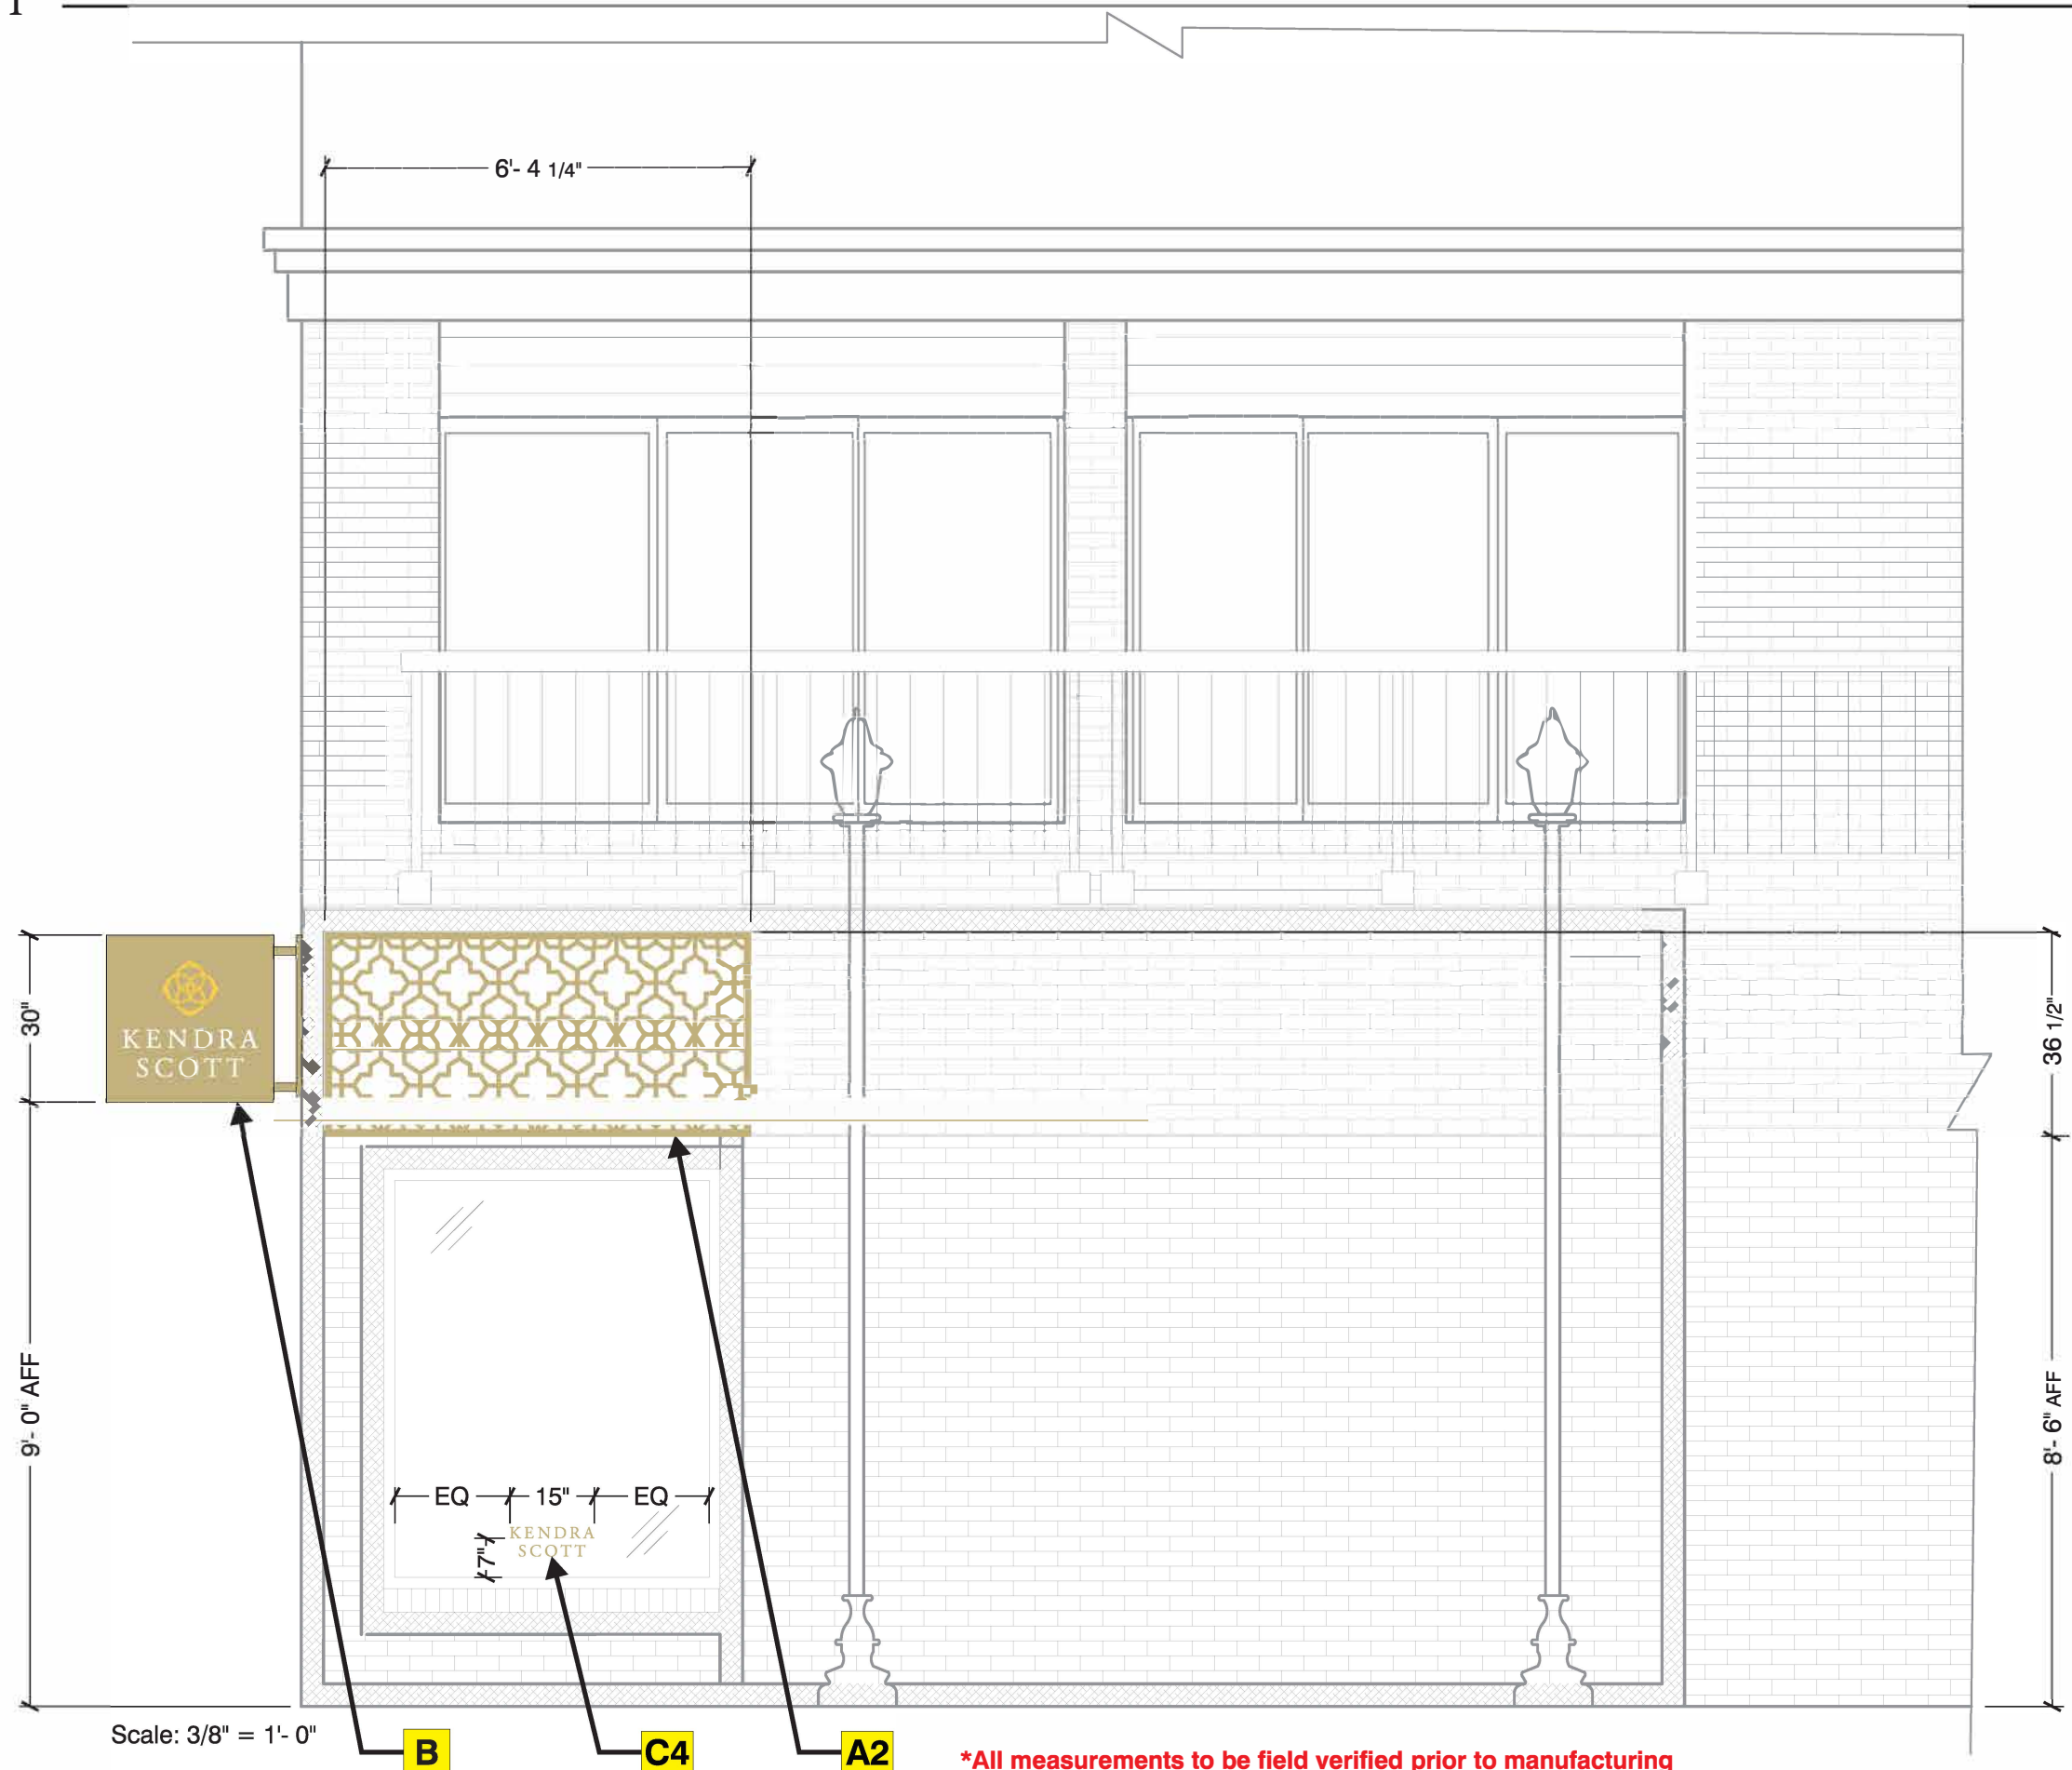 6'- 4 1/4"
30"
KENDRA
SCOTT
36 1/2"
9'- 0" AFF
8'- 6" AFF
EQ 15" EQ
7"
KENDRA
SCOTT
Scale: 3/8" = 1'- 0"
B C4 A2
*All measurements to be field verified prior to manufacturing